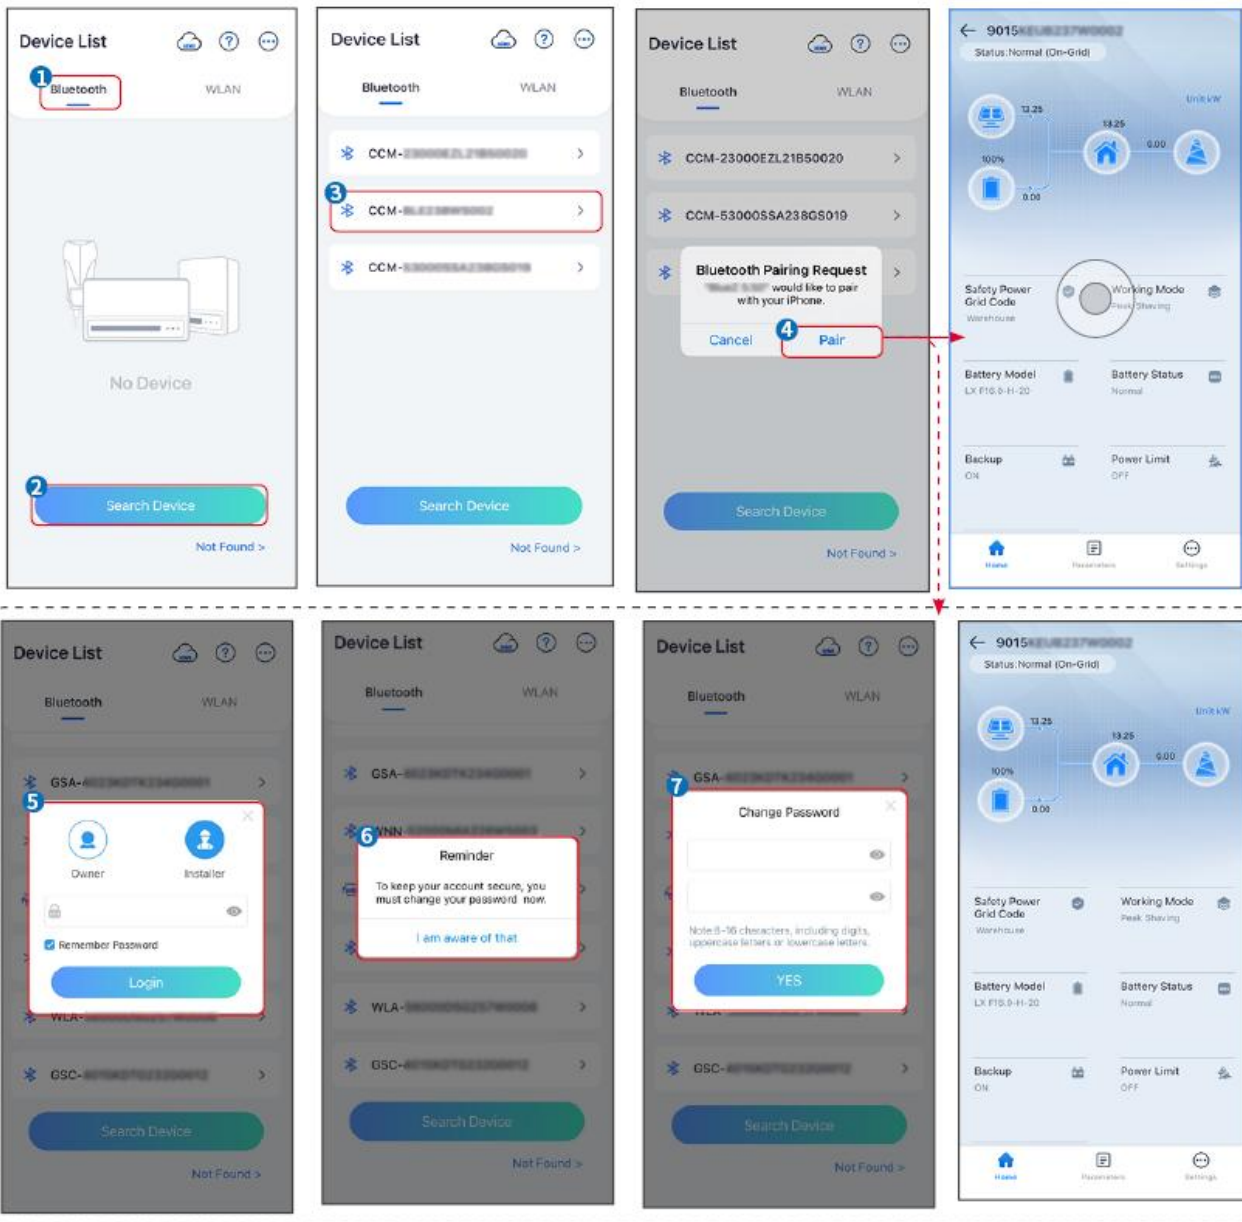 Device List
1
Bluetooth
WLAN
No Device
2
Search Device
Not Found >
Device List
Bluetooth
WLAN
CCM-
3
CCM-
CCM-
Search Device
Not Found >
Device List
Bluetooth
WLAN
CCM-23000EZL21B50020
CCM-53000SSA238GS019
Bluetooth Pairing Request
would like to pair
with your iPhone.
Cancel
4
Pair
Search Device
Not Found >
9015
Status:Normal (On-Grid)
Unit:kW
13.25
13.25
0.00
100%
0.00
Safety Power
Grid Code
Warehouse
Working Mode
Peak Shaving
Battery Model
Battery Status
Normal
Backup
ON
Power Limit
OFF
Home
Parameters
Settings
Device List
Bluetooth
WLAN
GSA-
5
Owner
Installer
Remember Password
Login
WLA-
GSC-
Search Device
Not Found >
Device List
Bluetooth
WLAN
GSA-
WNN-
6
Reminder
To keep your account secure, you
must change your password now.
I am aware of that
WLA-
GSC-
Search Device
Not Found >
Device List
Bluetooth
WLAN
GSA-
7
Change Password
Note:8-16 characters, including digits,
uppercase letters or lowercase letters.
YES
WLA-
GSC-
Search Device
Not Found >
9015
Status:Normal (On-Grid)
Unit:kW
13.25
13.25
0.00
100%
0.00
Safety Power
Grid Code
Warehouse
Working Mode
Peak Shaving
Battery Model
Battery Status
Normal
Backup
ON
Power Limit
OFF
Home
Parameters
Settings